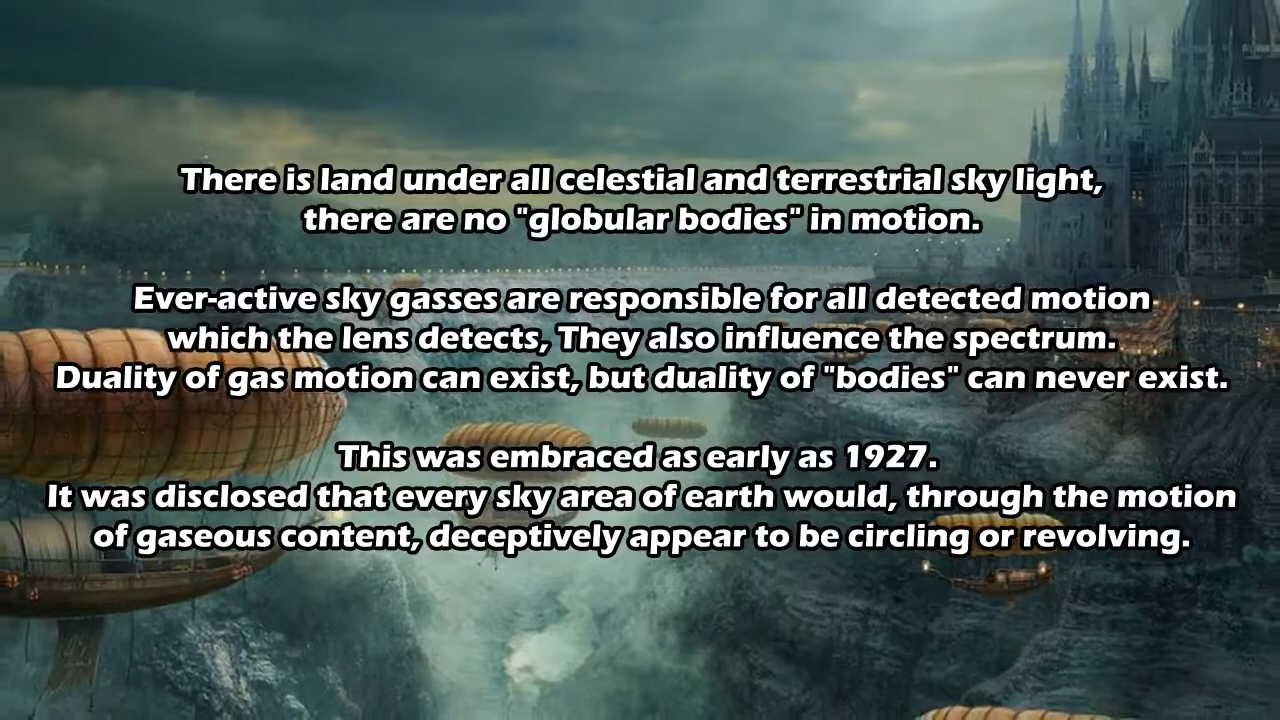 There is land under all celestial and terrestrial sky light,
there are no "globular bodies" in motion.
Ever-active sky gasses are responsible for all detected motion
which the lens detects, They also influence the spectrum.
Duality of gas motion can exist, but duality of "bodies" can never exist.
This was embraced as early as 1927.
It was disclosed that every sky area of earth would, through the motion
of gaseous content, deceptively appear to be circling or revolving.